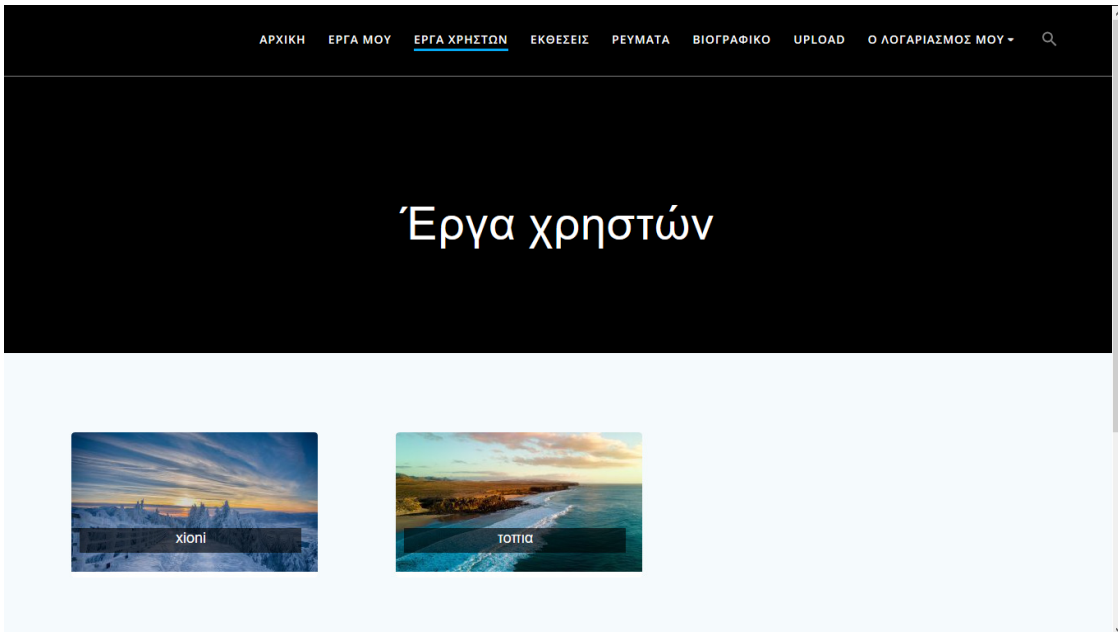 ΑΡΧΙΚΗ ΕΡΓΑ ΜΟΥ ΕΡΓΑ ΧΡΗΣΤΩΝ ΕΚΘΕΣΕΙΣ ΡΕΥΜΑΤΑ ΒΙΟΓΡΑΦΙΚΟ UPLOAD Ο ΛΟΓΑΡΙΑΣΜΟΣ ΜΟΥ
Έργα χρηστών
xioni
τοπια